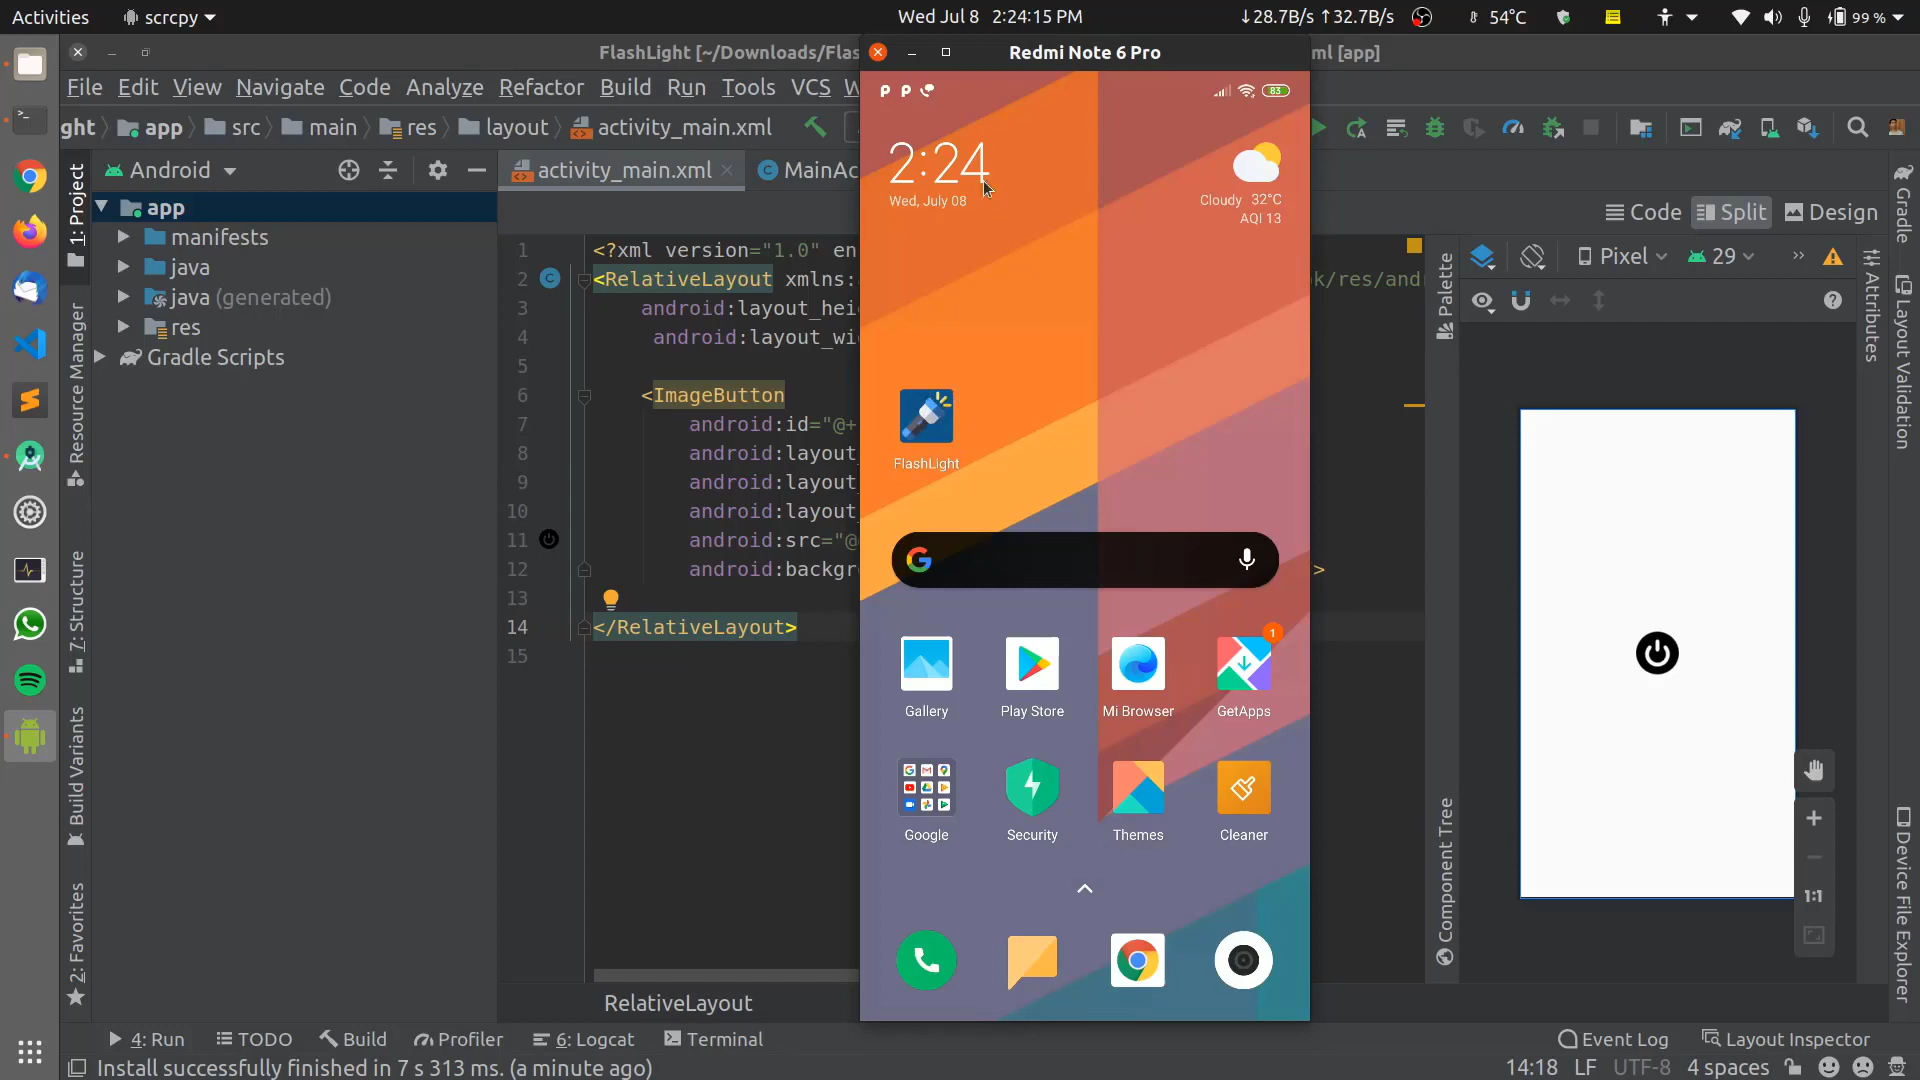 Activities
scrcpy
Wed Jul 8 2:24:15 PM
↓28.7B/s ↑32.7B/s
54°C
99 %
FlashLight [~/Downloads/Flas
Redmi Note 6 Pro
ml [app]
File Edit View Navigate Code Analyze Refactor Build Run Tools VCS W
ght app src main res layout activity_main.xml
Android
activity_main.xml
MainAc
Code Split Design
1: Project
Resource Manager
7: Structure
Build Variants
2: Favorites
app
manifests
java
java (generated)
res
Gradle Scripts
1 <?xml version="1.0" en
2 <RelativeLayout xmlns: k/res/andr
3 android:layout_hei
4 android:layout_wi
5
6 <ImageButton
7 android:id="@+
8 android:layout_
9 android:layout_
10 android:layout_
11 android:src="@
12 android:backgr >
13
14 </RelativeLayout>
15
RelativeLayout
P P
83
2:24
Wed, July 08
Cloudy 32°C
AQI 13
FlashLight
G
1
Gallery Play Store Mi Browser GetApps
Google Security Themes Cleaner
Palette
Component Tree
Pixel
29
1:1
Attributes
Gradle
Layout Validation
Device File Explorer
4: Run TODO Build Profiler 6: Logcat Terminal
Event Log Layout Inspector
Install successfully finished in 7 s 313 ms. (a minute ago)
14:18 LF UTF-8 4 spaces